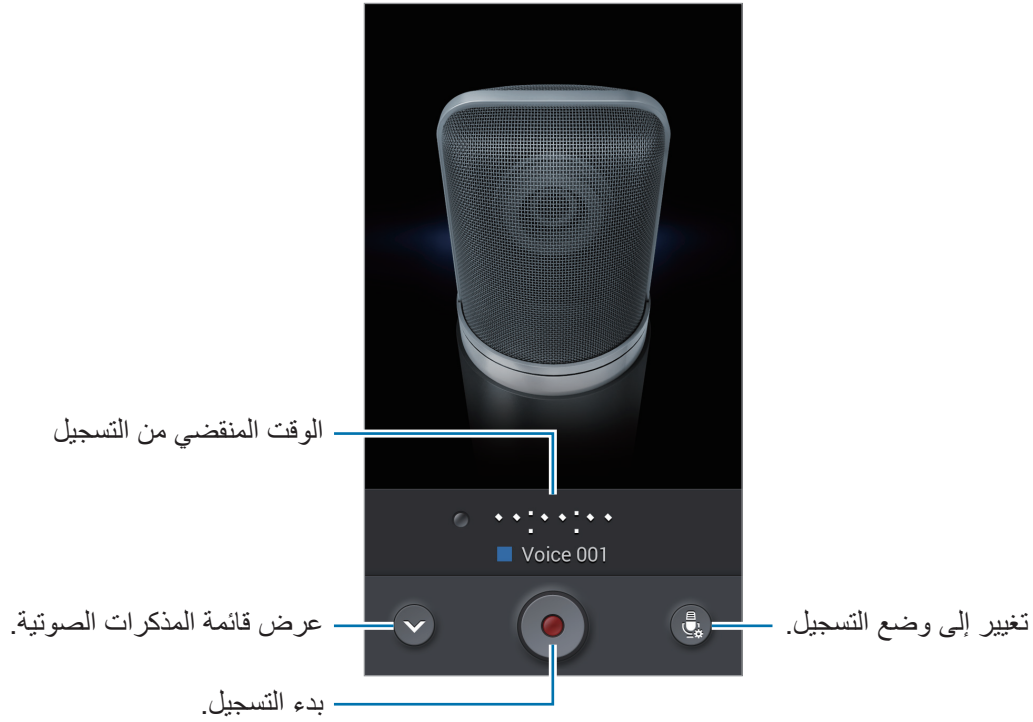 الوقت المنقضي من التسجيل
Voice 001
تغيير إلى وضع التسجيل.
عرض قائمة المذكرات الصوتية.
بدء التسجيل.